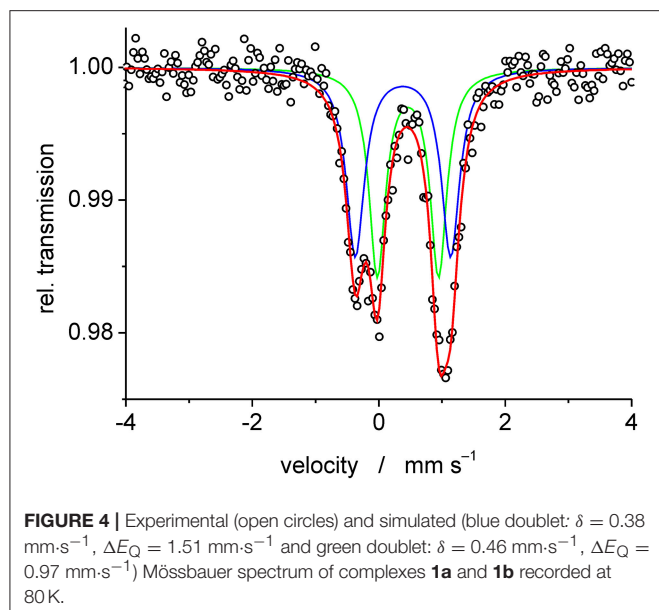 1.00
0.99
0.98
rel. transmission
-4
-2
0
2
4
velocity / mm s⁻¹
FIGURE 4 | Experimental (open circles) and simulated (blue doublet: δ = 0.38
mm·s⁻¹, ΔE_Q = 1.51 mm·s⁻¹ and green doublet: δ = 0.46 mm·s⁻¹, ΔE_Q =
0.97 mm·s⁻¹) Mössbauer spectrum of complexes 1a and 1b recorded at
80 K.